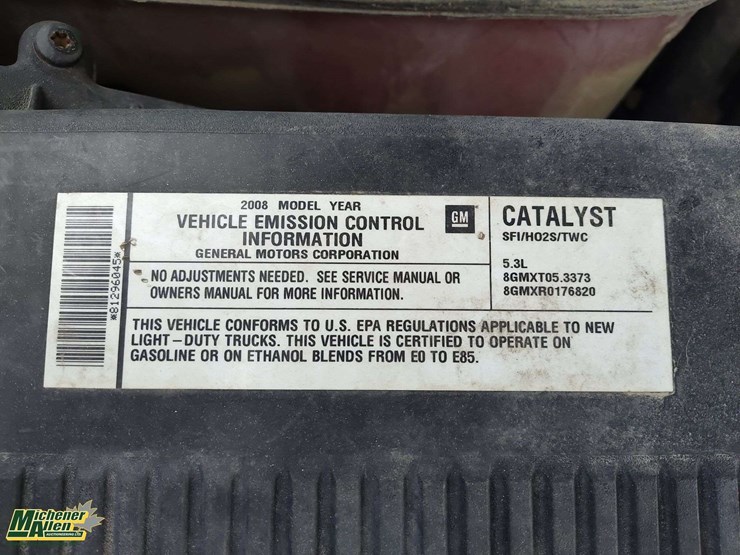 2008 MODEL YEAR
VEHICLE EMISSION CONTROL
INFORMATION
GENERAL MOTORS CORPORATION
GM
CATALYST
SFI/HO2S/TWC
5.3L
8GMXT05.3373
8GMXR0176820
NO ADJUSTMENTS NEEDED. SEE SERVICE MANUAL OR
OWNERS MANUAL FOR MORE INFORMATION.
THIS VEHICLE CONFORMS TO U.S. EPA REGULATIONS APPLICABLE TO NEW
LIGHT-DUTY TRUCKS. THIS VEHICLE IS CERTIFIED TO OPERATE ON
GASOLINE OR ON ETHANOL BLENDS FROM E0 TO E85.
*81296045*
Michener
Allen
AUCTIONEERING LTD.